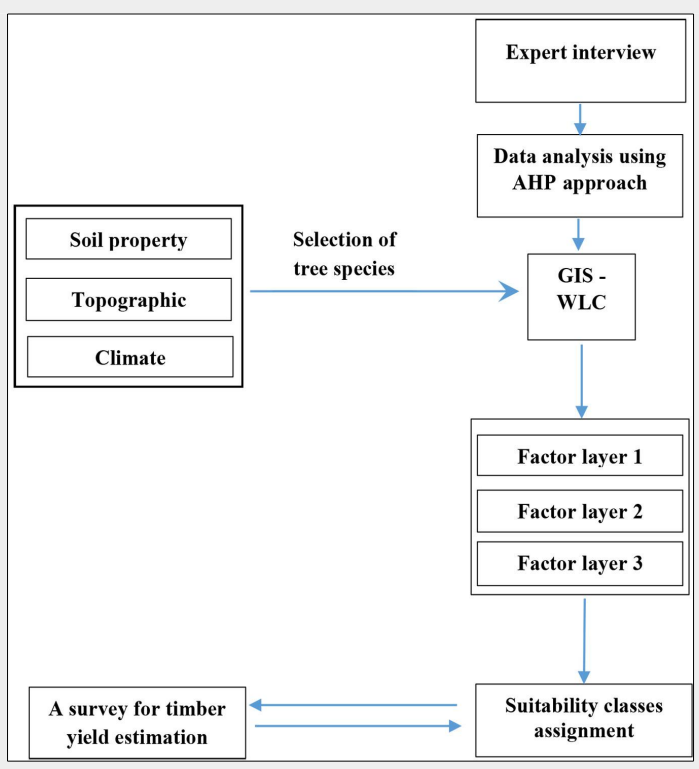 Expert interview
Data analysis using
AHP approach
Soil property
Topographic
Climate
Selection of
tree species
GIS -
WLC
Factor layer 1
Factor layer 2
Factor layer 3
Suitability classes
assignment
A survey for timber
yield estimation